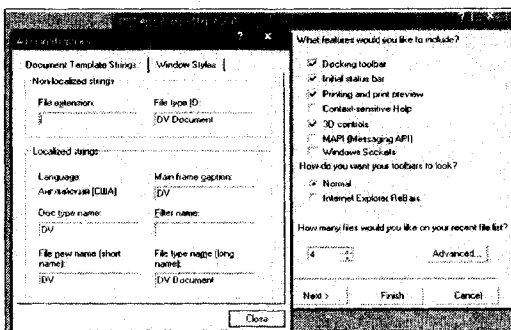 Document Template Strings
Window Styles
Non-localized strings
File extension:
File type ID:
DV Document
Localized strings
Language:
Main frame caption:
Английский [США]
DV
Doc type name:
Filter name:
DV
File new name (short name):
File type name (long name):
DV
DV Document
Close
What features would you like to include?
Docking toolbar
Initial status bar
Printing and print preview
Context-sensitive Help
3D controls
MAPI (Messaging API)
Windows Sockets
How do you want your toolbars to look?
Normal
Internet Explorer ReBars
How many files would you like on your recent file list?
4
Advanced...
Next >
Finish
Cancel